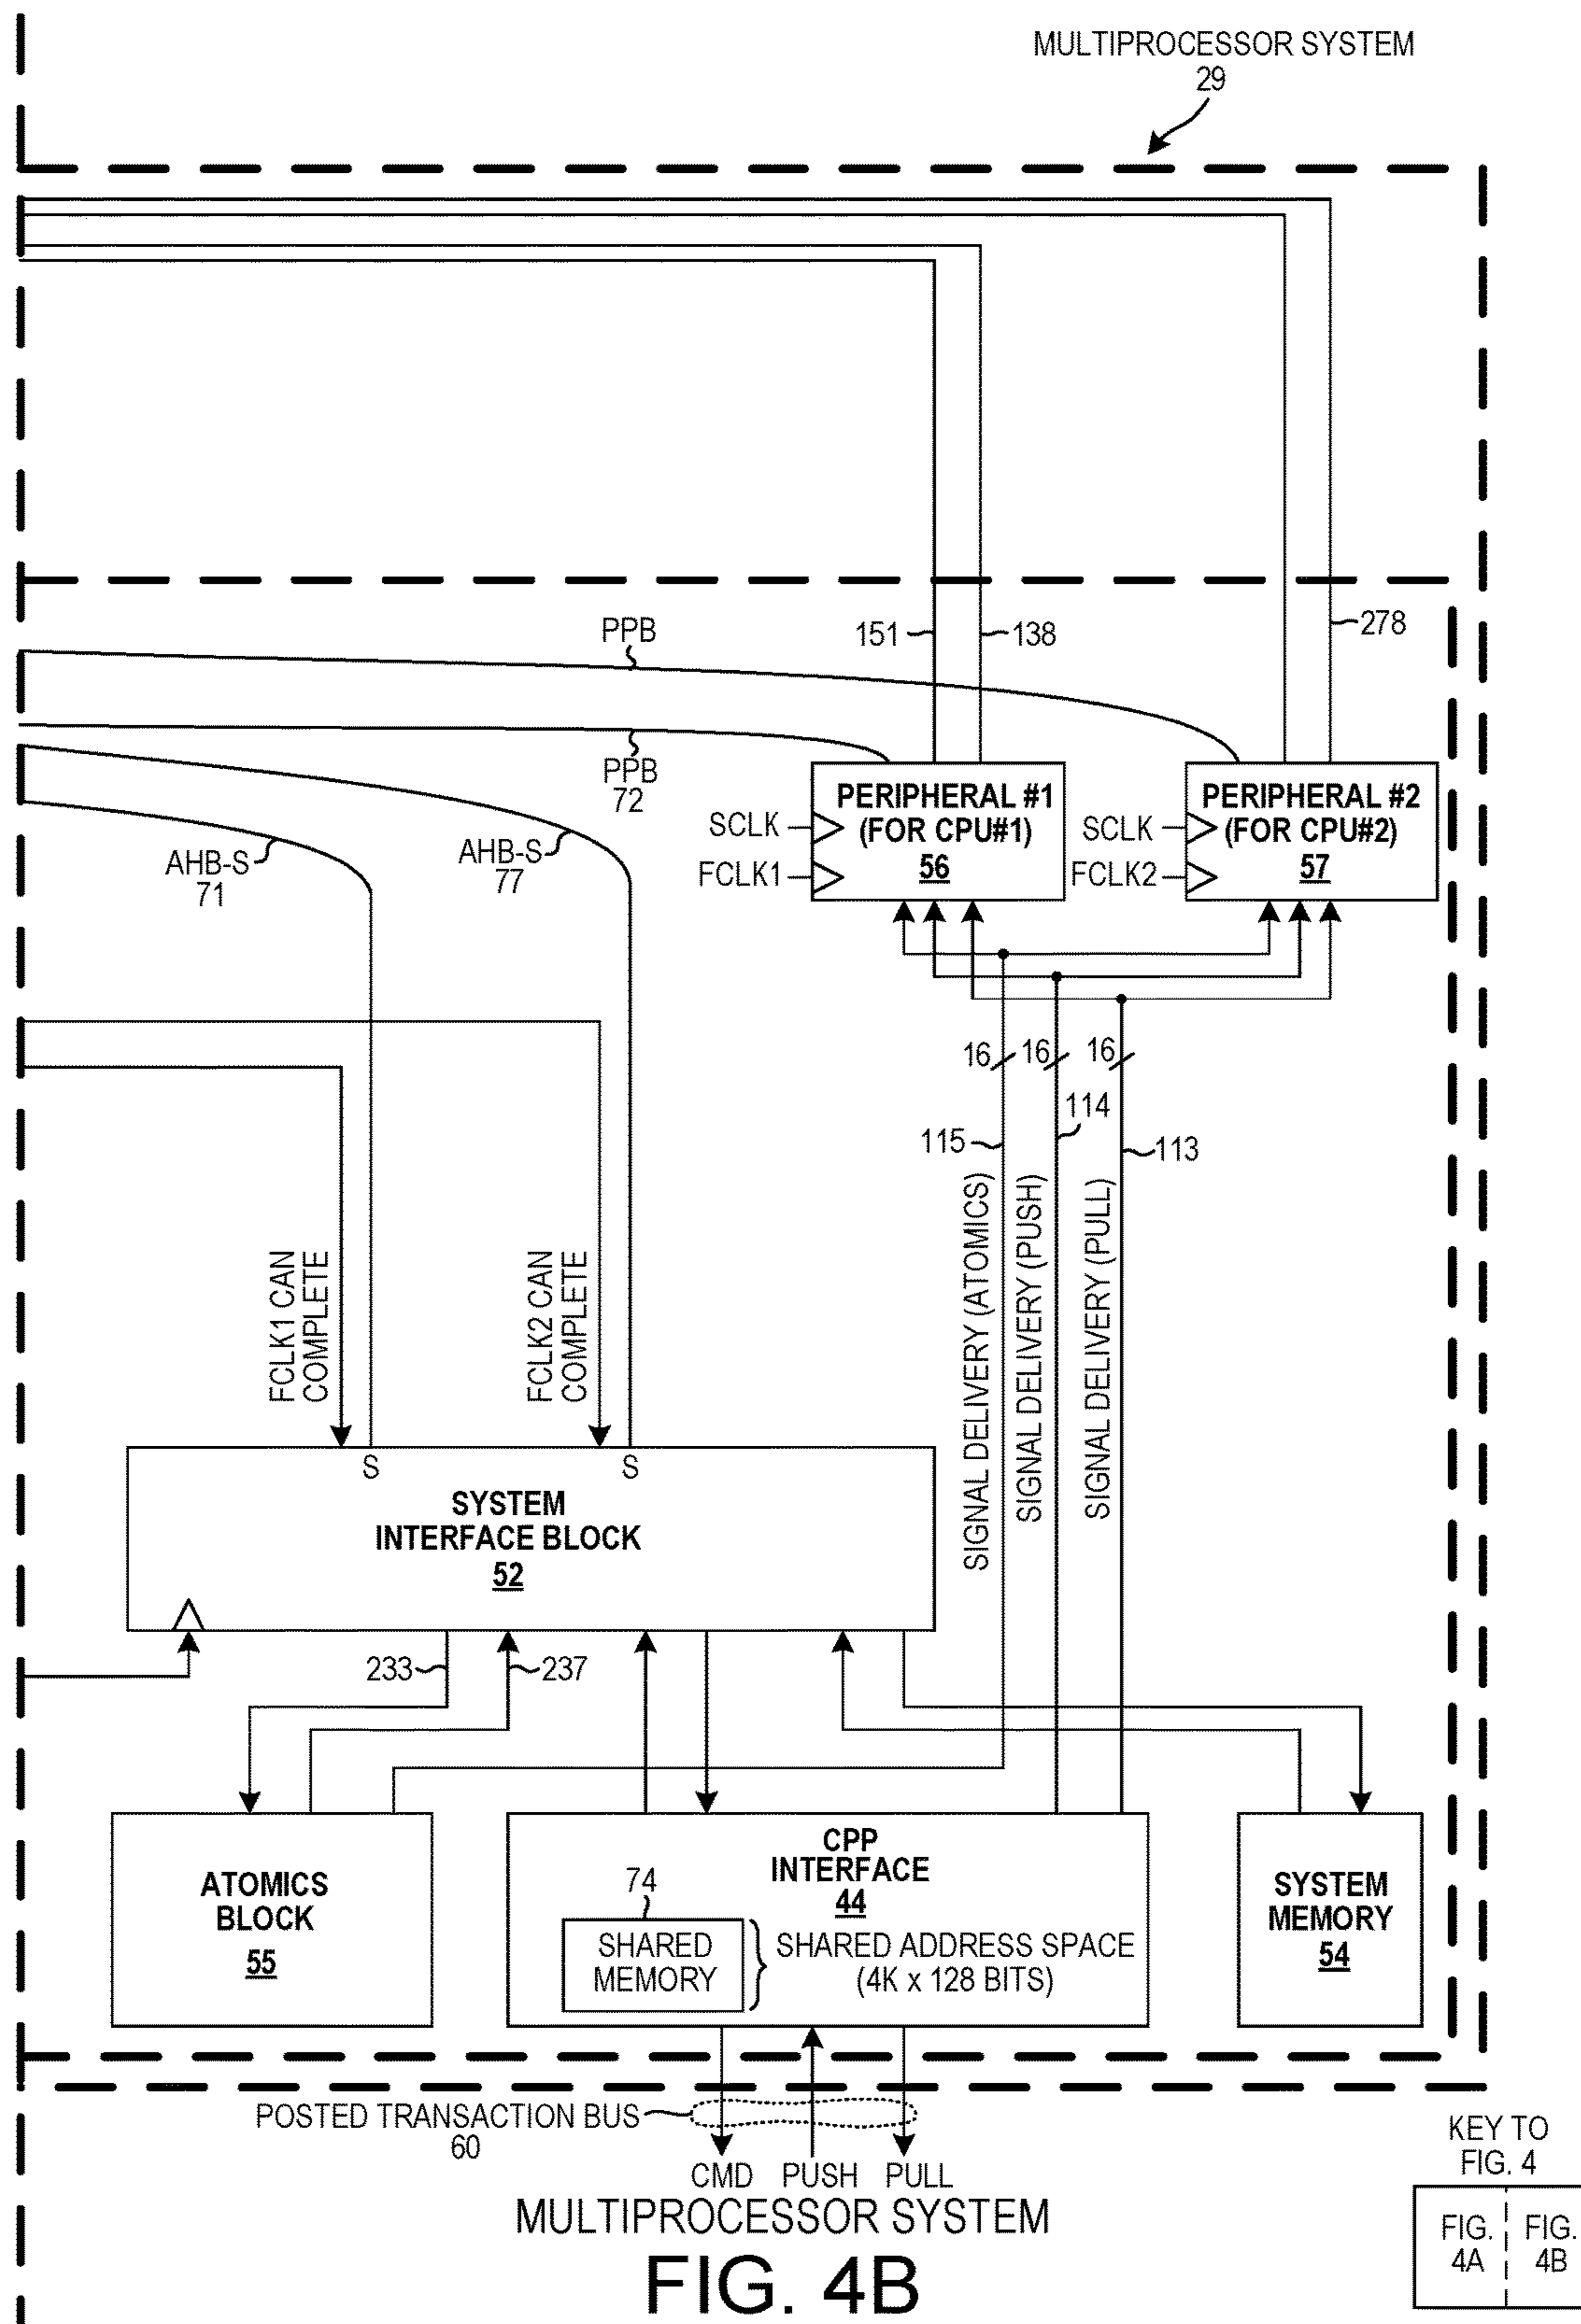 MULTIPROCESSOR SYSTEM
29
PPB
151
138
278
PPB
72
AHB-S
71
AHB-S
77
PERIPHERAL #1
(FOR CPU#1)
56
SCLK
FCLK1
PERIPHERAL #2
(FOR CPU#2)
57
SCLK
FCLK2
16
16
16
115
114
113
SIGNAL DELIVERY (ATOMICS)
SIGNAL DELIVERY (PUSH)
SIGNAL DELIVERY (PULL)
FCLK1 CAN
COMPLETE
FCLK2 CAN
COMPLETE
S
S
SYSTEM
INTERFACE BLOCK
52
233
237
ATOMICS
BLOCK
55
CPP
INTERFACE
44
74
SHARED
MEMORY
SHARED ADDRESS SPACE
(4K x 128 BITS)
SYSTEM
MEMORY
54
POSTED TRANSACTION BUS
60
CMD
PUSH
PULL
MULTIPROCESSOR SYSTEM
FIG. 4B
KEY TO
FIG. 4
FIG.
4A
FIG.
4B